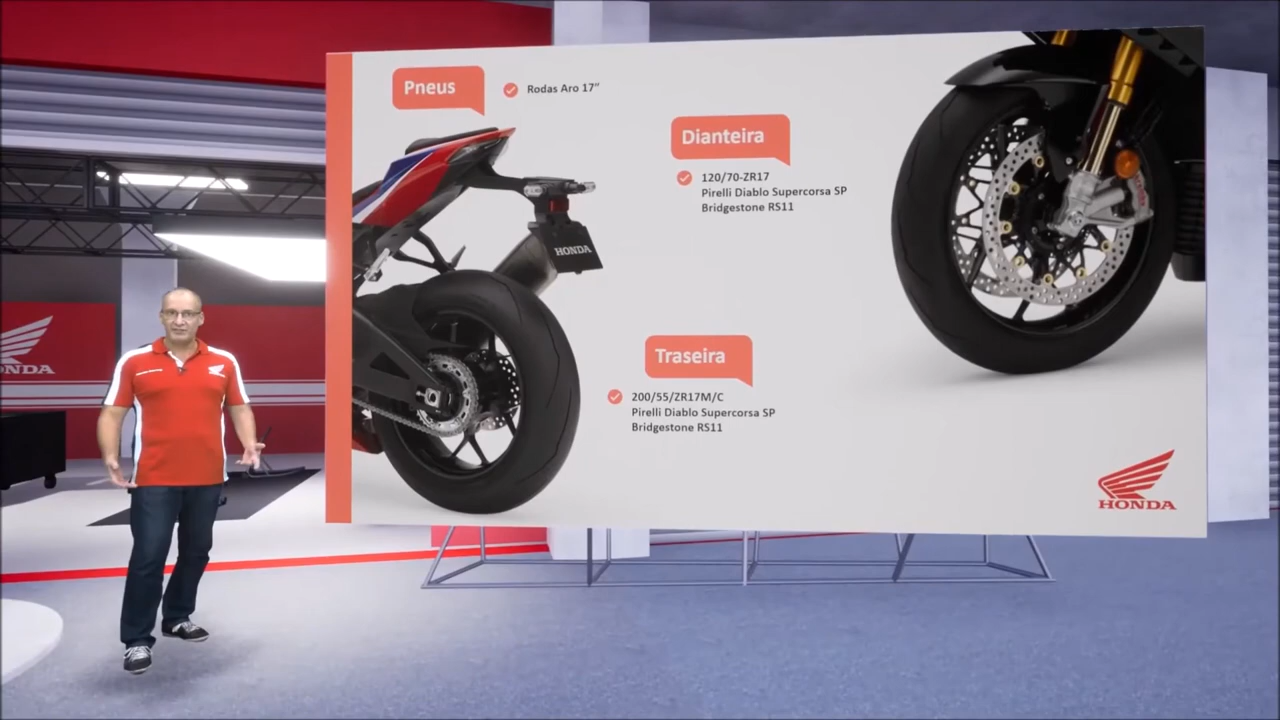 Pneus
Rodas Aro 17"
Dianteira
120/70-ZR17
Pirelli Diablo Supercorsa SP
Bridgestone RS11
HONDA
Traseira
200/55/ZR17M/C
Pirelli Diablo Supercorsa SP
Bridgestone RS11
HONDA